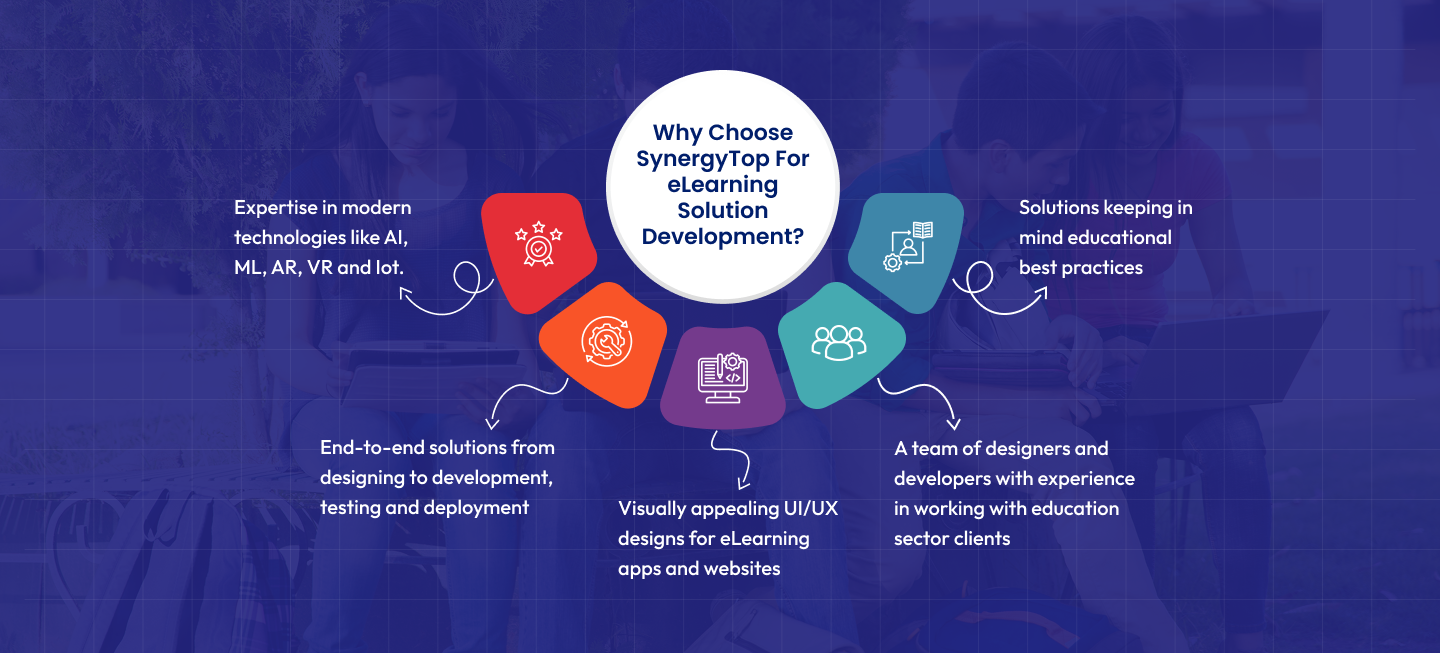 Why Choose
SynergyTop For
eLearning
Solution
Development?
Expertise in modern
technologies like AI,
ML, AR, VR and Iot.
End-to-end solutions from
designing to development,
testing and deployment
Visually appealing UI/UX
designs for eLearning
apps and websites
A team of designers and
developers with experience
in working with education
sector clients
Solutions keeping in
mind educational
best practices